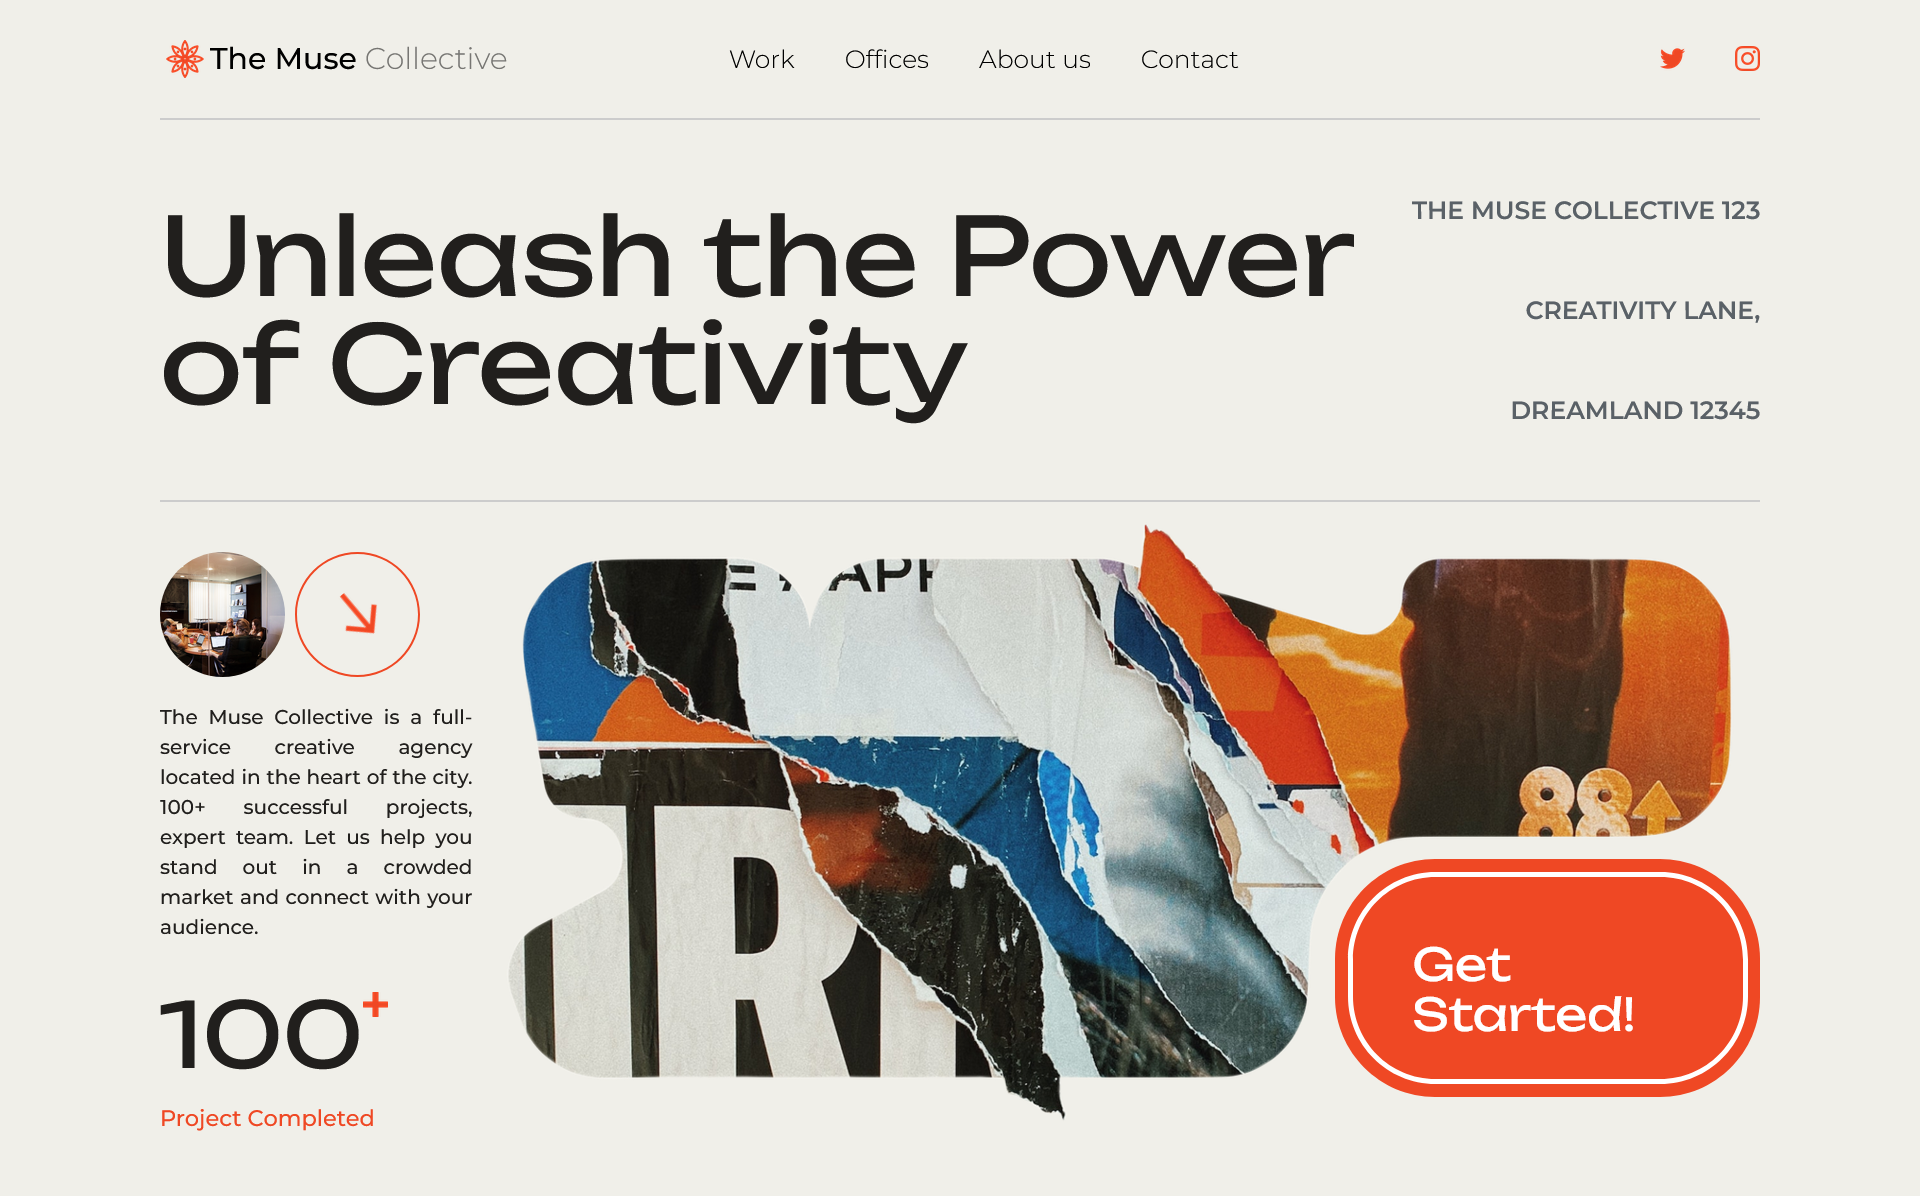 The Muse Collective
Work
Offices
About us
Contact
Unleash the Power
of Creativity
THE MUSE COLLECTIVE 123
CREATIVITY LANE,
DREAMLAND 12345
The Muse Collective is a full-
service creative agency
located in the heart of the city.
100+ successful projects,
expert team. Let us help you
stand out in a crowded
market and connect with your
audience.
100+
Project Completed
88
Get
Started!